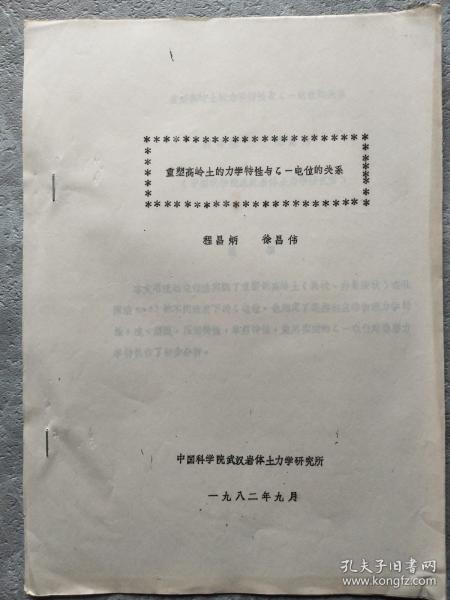 重塑高岭土的力学特性与ζ—电位的关系
程昌炳 徐昌伟
中国科学院武汉岩体土力学研究所
一九八二年九月
孔夫子旧书网
www.kongfz.com